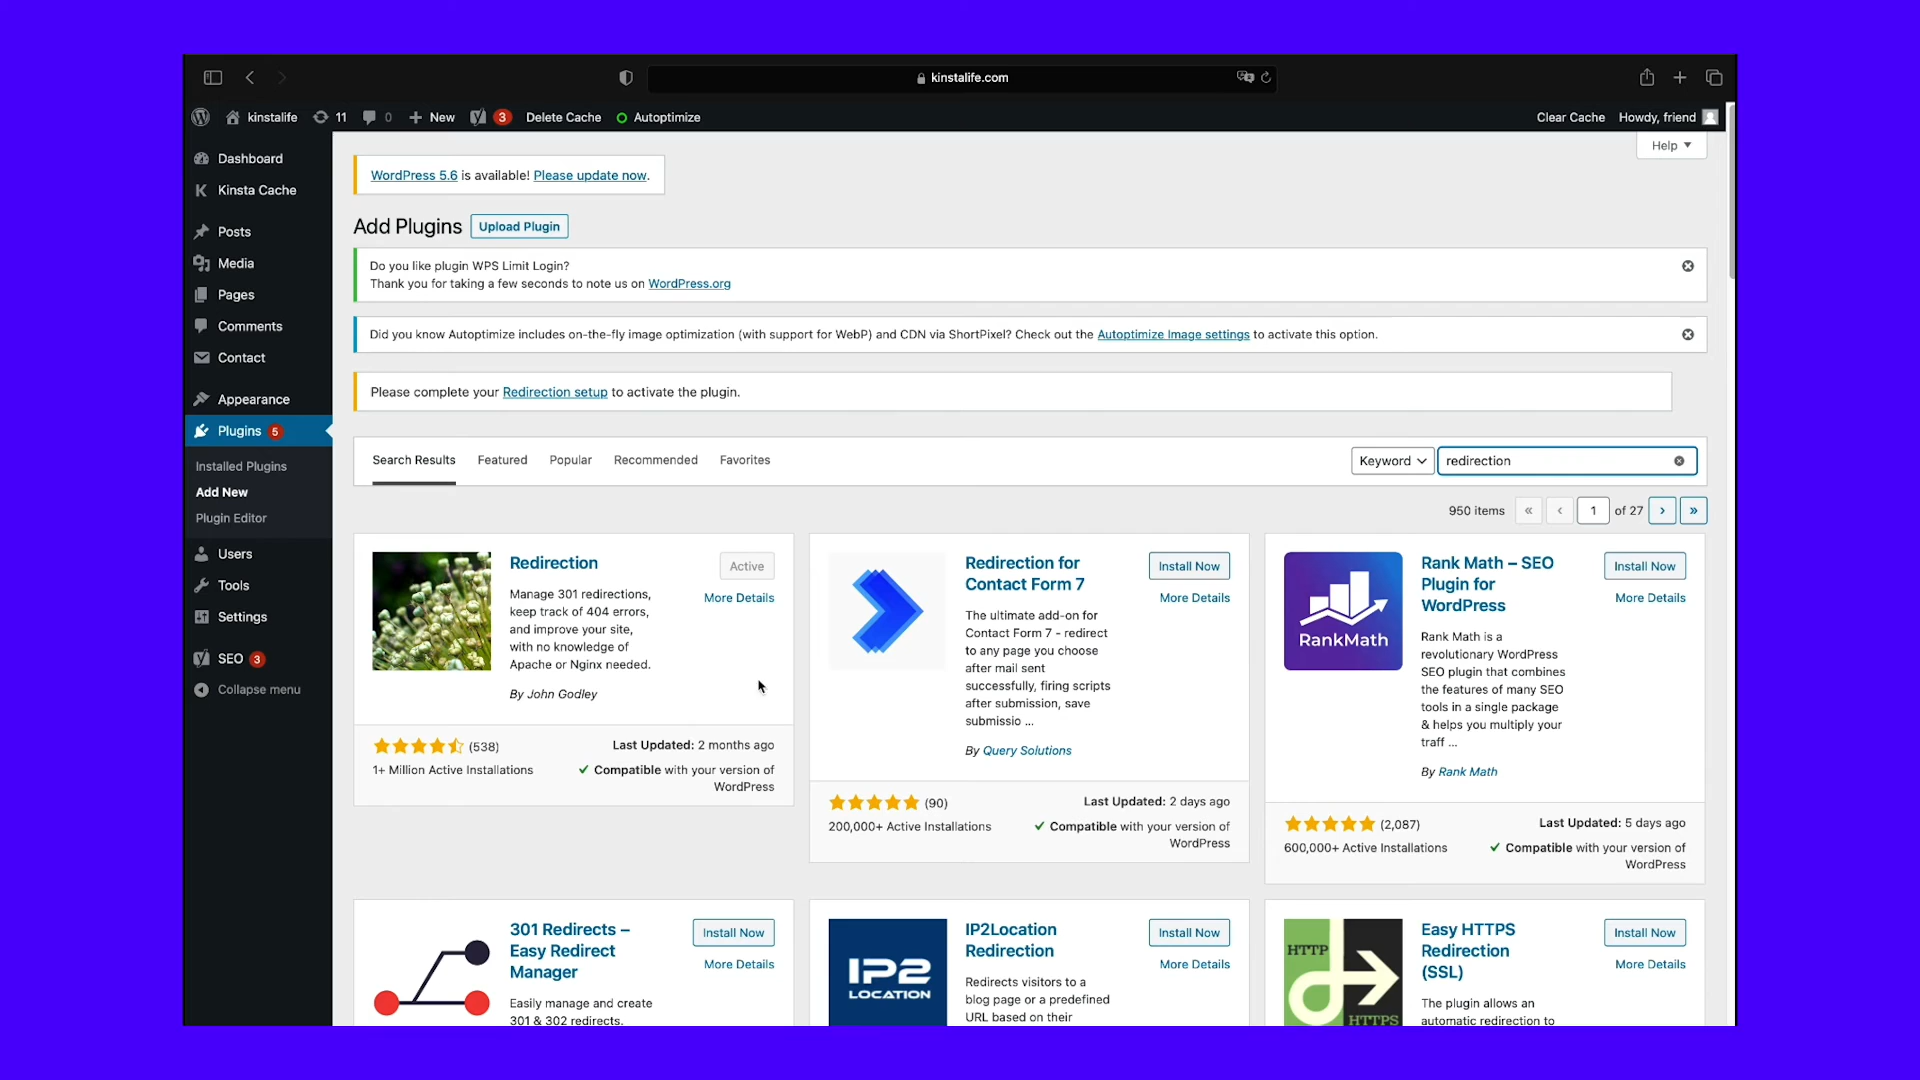 kinstalife.com
kinstalife 11 0 New 3 Delete Cache Autoptimize Clear Cache Howdy, friend
Help
Dashboard
Kinsta Cache
Posts
Media
Pages
Comments
Contact
Appearance
Plugins 5
Installed Plugins
Add New
Plugin Editor
Users
Tools
Settings
SEO 3
Collapse menu
WordPress 5.6 is available! Please update now.
Add Plugins Upload Plugin
Do you like plugin WPS Limit Login?
Thank you for taking a few seconds to note us on WordPress.org
Did you know Autoptimize includes on-the-fly image optimization (with support for WebP) and CDN via ShortPixel? Check out the Autoptimize Image settings to activate this option.
Please complete your Redirection setup to activate the plugin.
Search Results Featured Popular Recommended Favorites Keyword redirection
950 items « ‹ 1 of 27 › »
Redirection
Active
More Details
Manage 301 redirections,
keep track of 404 errors,
and improve your site,
with no knowledge of
Apache or Nginx needed.
By John Godley
(538)
Last Updated: 2 months ago
1+ Million Active Installations
Compatible with your version of
WordPress
Redirection for
Contact Form 7
Install Now
More Details
The ultimate add-on for
Contact Form 7 - redirect
to any page you choose
after mail sent
successfully, firing scripts
after submission, save
submissio ...
By Query Solutions
(90)
Last Updated: 2 days ago
200,000+ Active Installations
Compatible with your version of
WordPress
RankMath
Rank Math – SEO
Plugin for
WordPress
Install Now
More Details
Rank Math is a
revolutionary WordPress
SEO plugin that combines
the features of many SEO
tools in a single package
& helps you multiply your
traff ...
By Rank Math
(2,087)
Last Updated: 5 days ago
600,000+ Active Installations
Compatible with your version of
WordPress
301 Redirects –
Easy Redirect
Manager
Install Now
More Details
Easily manage and create
301 & 302 redirects.
IP2
LOCATION
IP2Location
Redirection
Install Now
More Details
Redirects visitors to a
blog page or a predefined
URL based on their
HTTP
HTTPS
Easy HTTPS
Redirection
(SSL)
Install Now
More Details
The plugin allows an
automatic redirection to